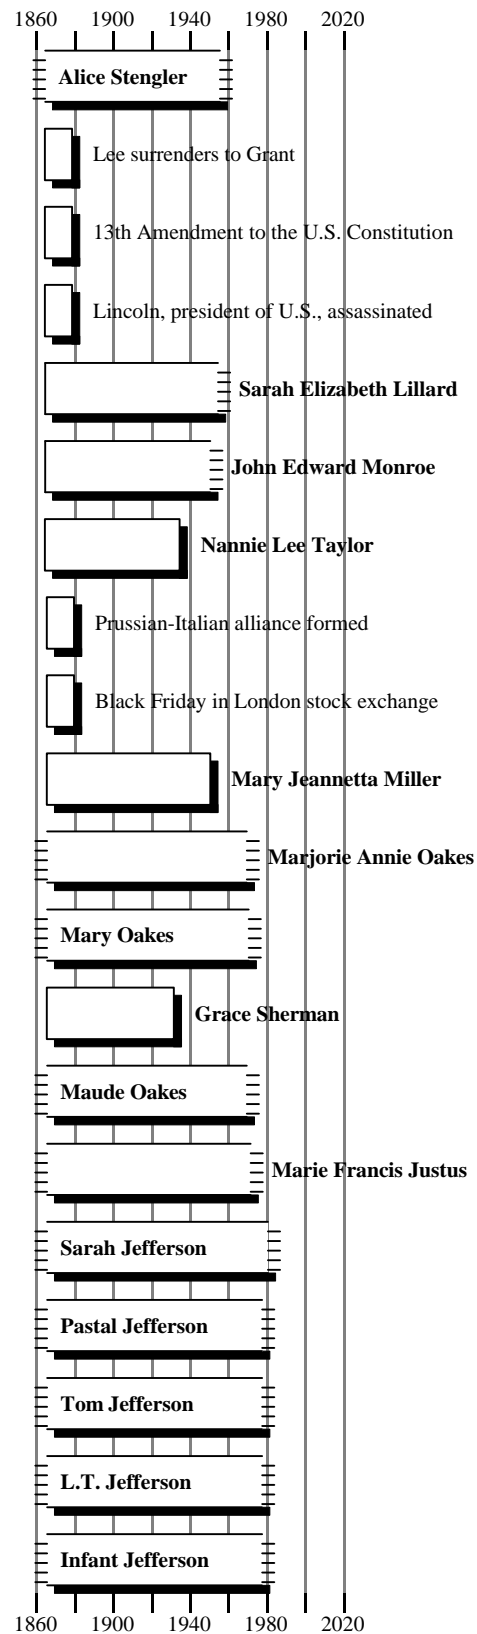 1860 1900 1940 1980 2020
Alice Stengler
Lee surrenders to Grant
13th Amendment to the U.S. Constitution
Lincoln, president of U.S., assassinated
Sarah Elizabeth Lillard
John Edward Monroe
Nannie Lee Taylor
Prussian-Italian alliance formed
Black Friday in London stock exchange
Mary Jeannetta Miller
Marjorie Annie Oakes
Mary Oakes
Grace Sherman
Maude Oakes
Marie Francis Justus
Sarah Jefferson
Pastal Jefferson
Tom Jefferson
L.T. Jefferson
Infant Jefferson
1860 1900 1940 1980 2020